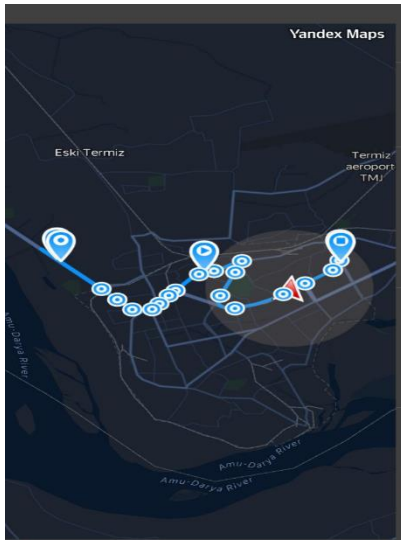 Yandex Maps
Eski Termiz
Termiz
aeroport
TMJ
Amu-Darya River
Amu-Darya River
Amu-Darya River